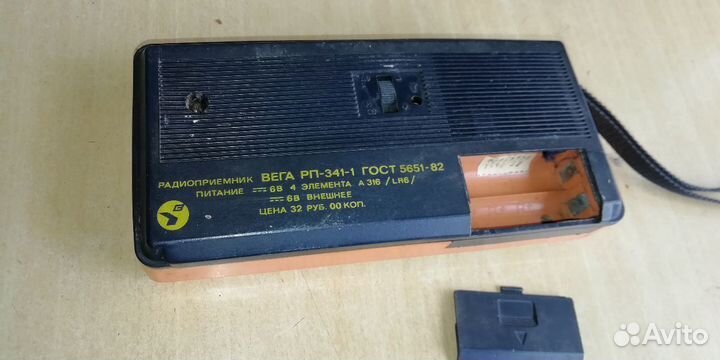 РАДИОПРИЕМНИК ВЕГА РП-341-1 ГОСТ 5651-82
ПИТАНИЕ 6В 4 ЭЛЕМЕНТА А 316 /LR6/
6В ВНЕШНЕЕ
ЦЕНА 32 РУБ. 00 КОП.
Avito